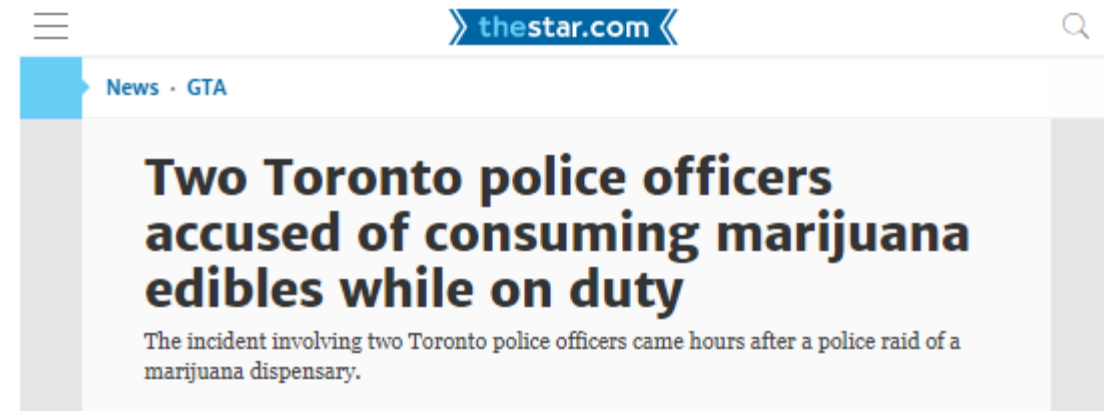 thestar.com
News · GTA
Two Toronto police officers
accused of consuming marijuana
edibles while on duty
The incident involving two Toronto police officers came hours after a police raid of a
marijuana dispensary.